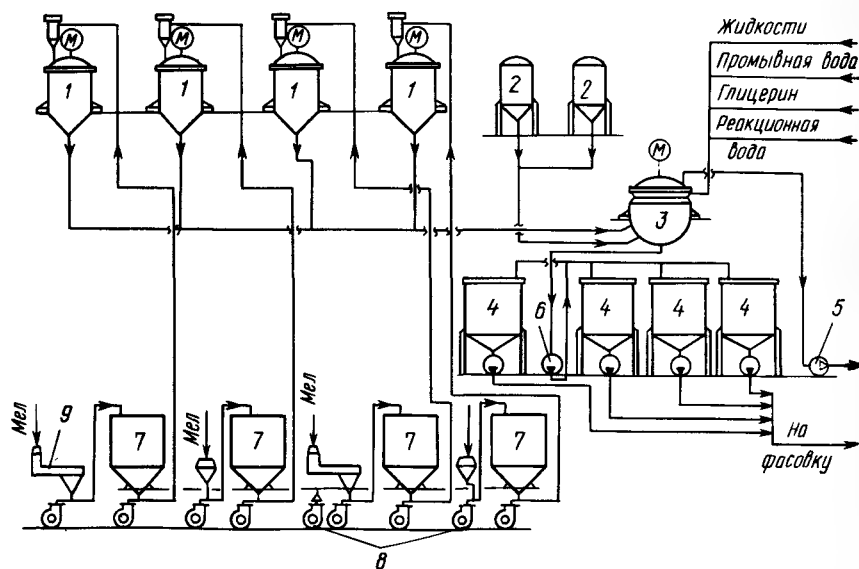 М М М М
Жидкости
Промывная вода
Глицерин
Реакционная
вода
1 1 1 1
2 2
М
3
4 6 4 4 4 5
Мел 9 7 Мел 7 Мел 7 7
На
фасовку
8